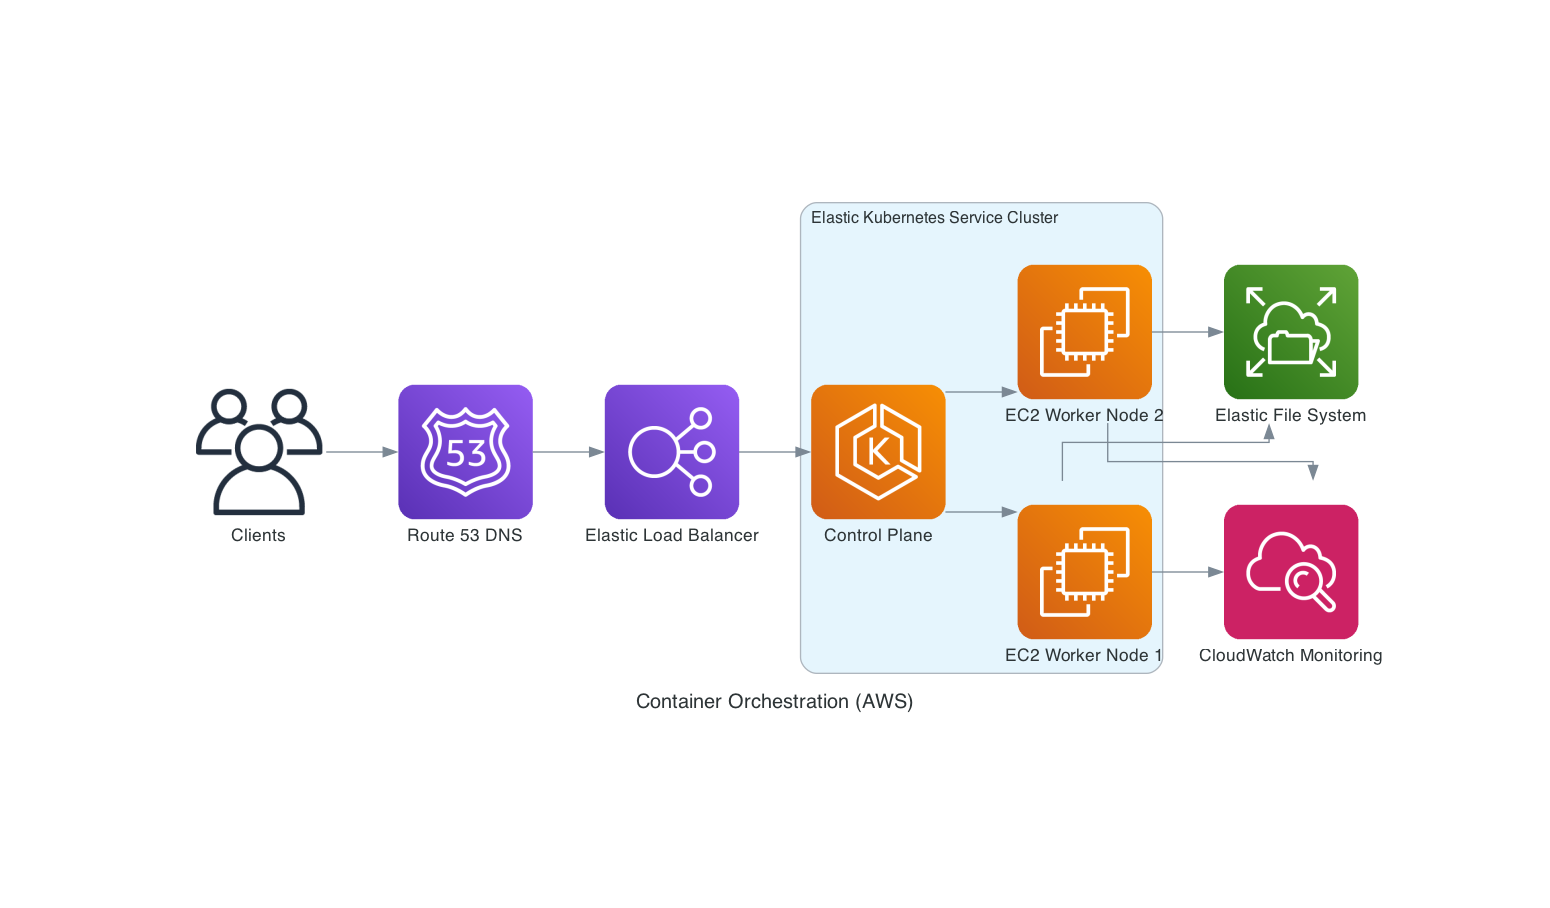 Elastic Kubernetes Service Cluster
EC2 Worker Node 2
Elastic File System
53
K
Clients
Route 53 DNS
Elastic Load Balancer
Control Plane
EC2 Worker Node 1
CloudWatch Monitoring
Container Orchestration (AWS)